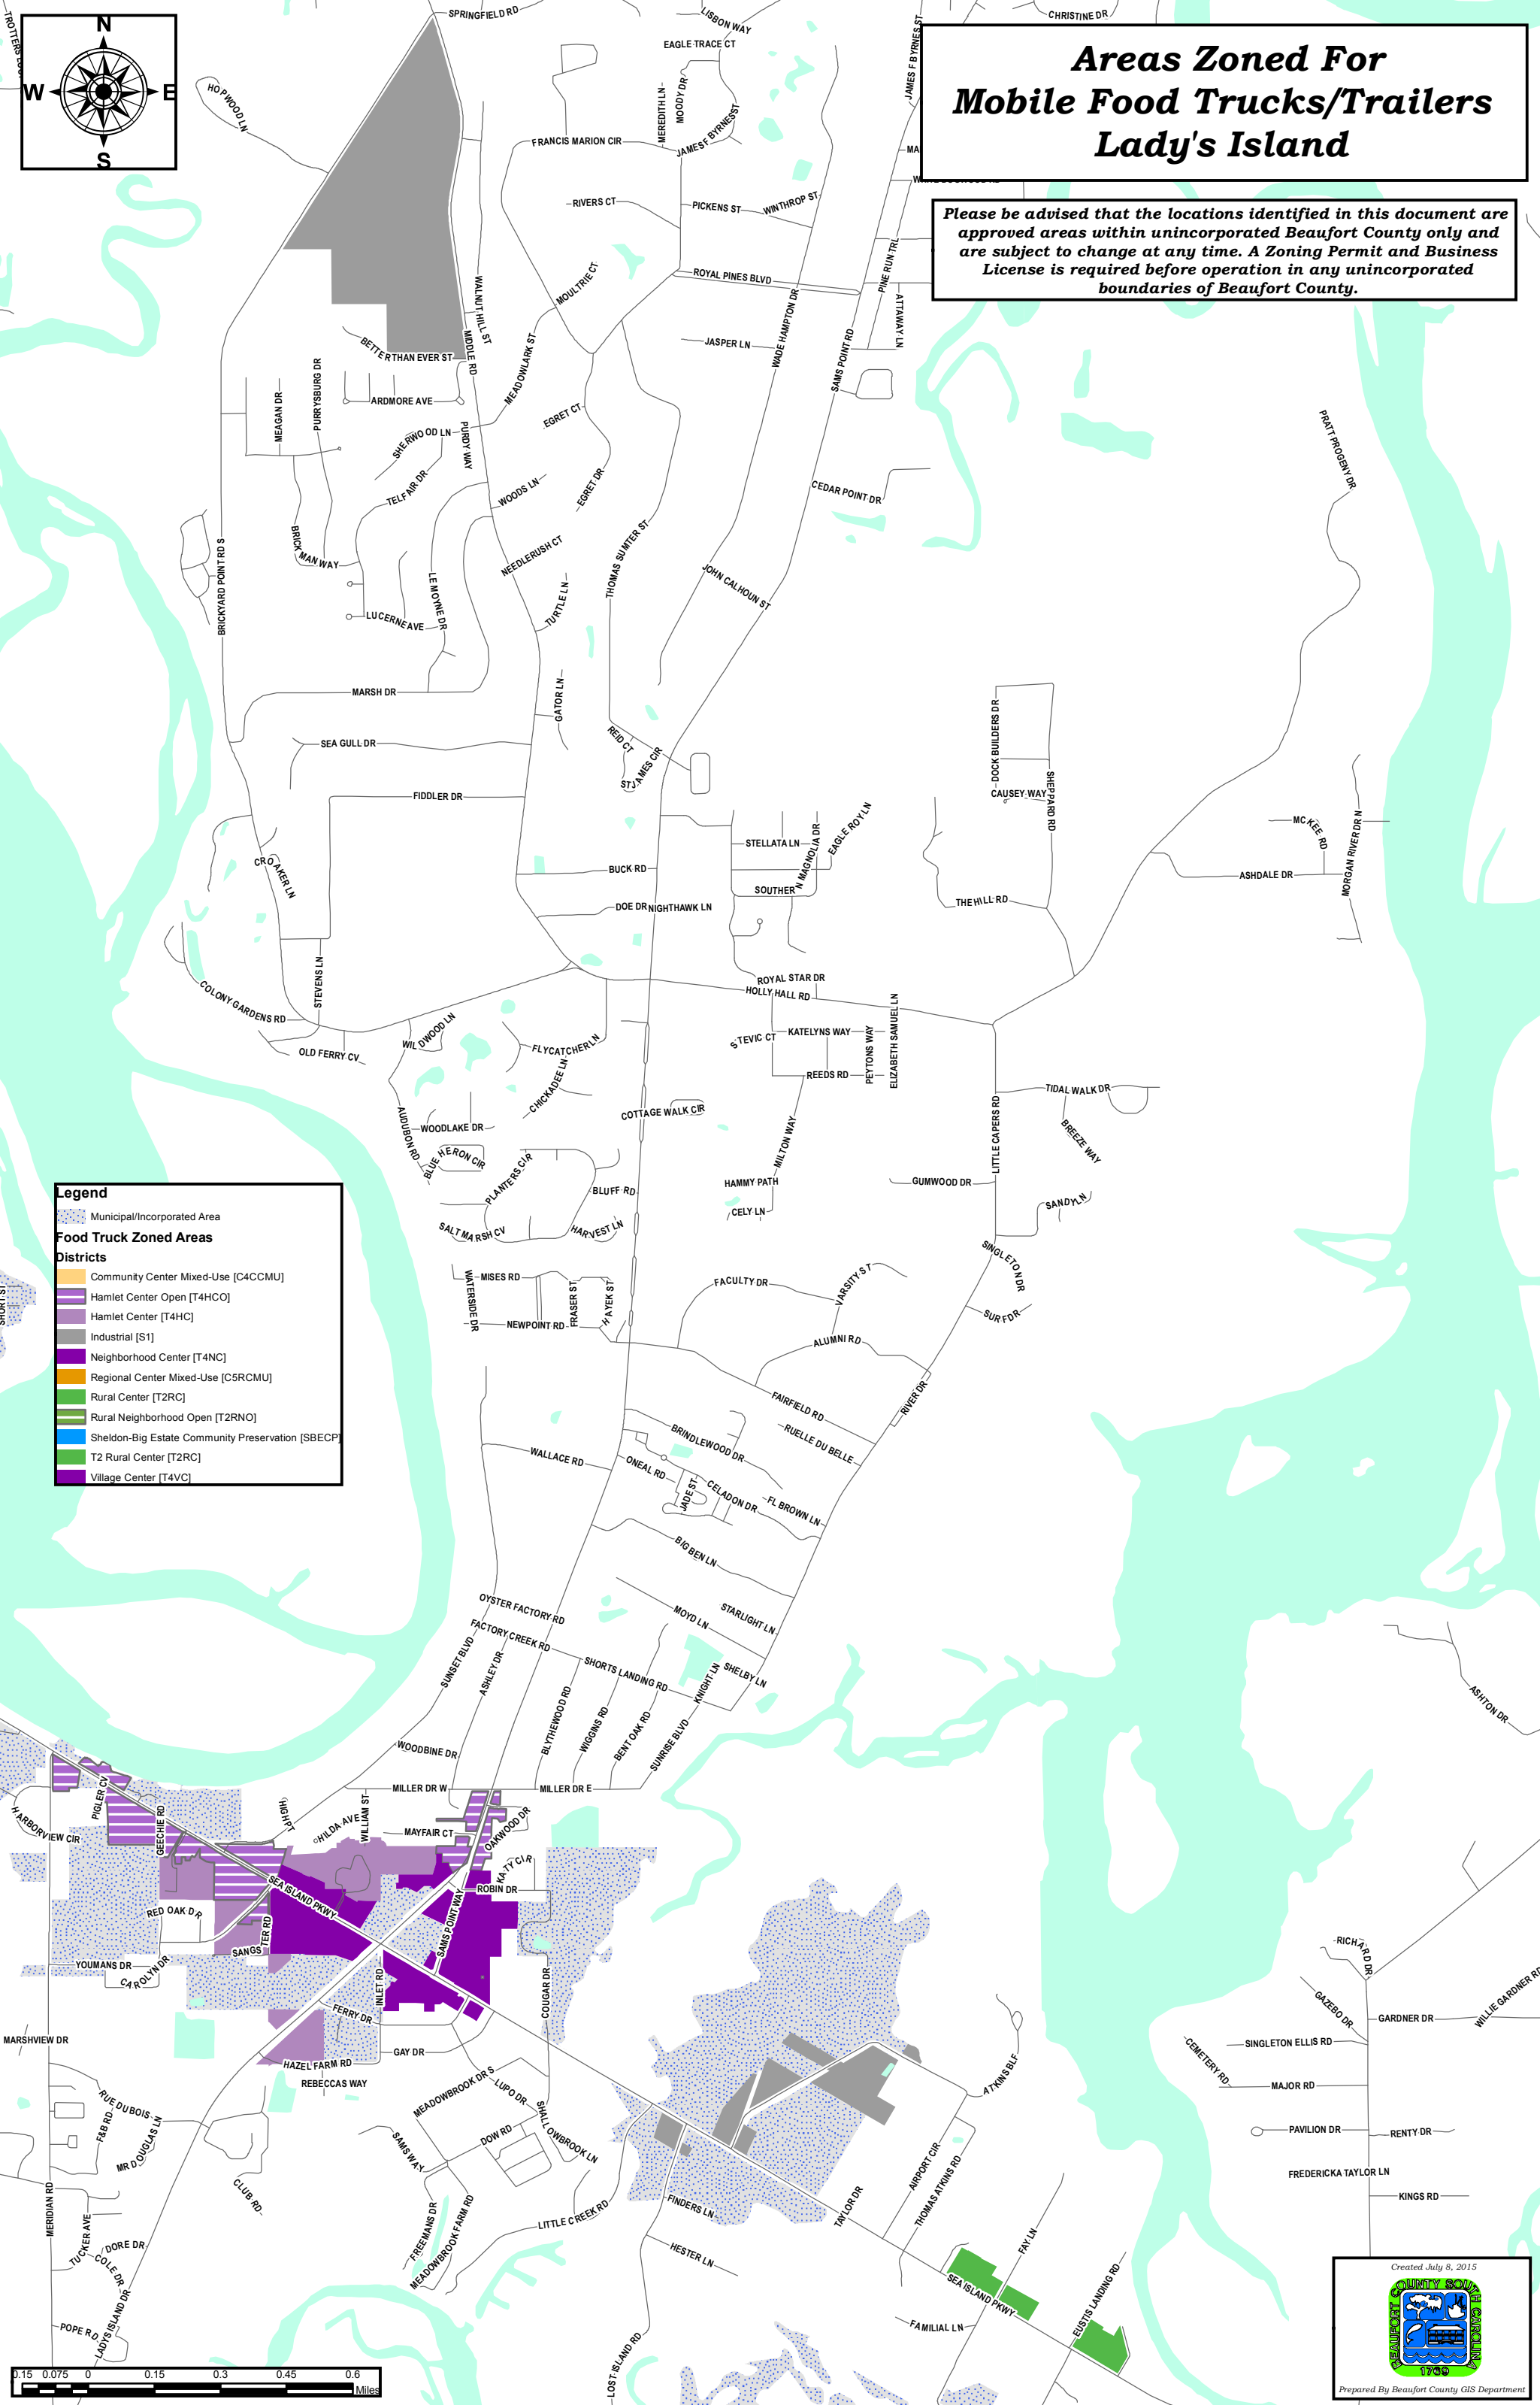 Areas Zoned For
Mobile Food Trucks/Trailers
Lady's Island
Please be advised that the locations identified in this document are
approved areas within unincorporated Beaufort County only and
are subject to change at any time. A Zoning Permit and Business
License is required before operation in any unincorporated
boundaries of Beaufort County.
N
W
E
S
SPRINGFIELD RD
LISBON WAY
CHRISTINE DR
EAGLE TRACE CT
JAMES F BYRNES ST
HOPWOOD LN
MEREDITH LN
MOODY DR
FRANCIS MARION CIR
JAMES F BYRNES ST
RIVERS CT
PICKENS ST
WINTHROP ST
PINE RUN TRL
ROYAL PINES BLVD
MOULTRIE CT
WALNUT HILL ST
ATTAWAY LN
WADE HAMPTON DR
SAMS POINT RD
JASPER LN
BETTER THAN EVER ST
MIDDLE RD
MEADOWLARK ST
MEAGAN DR
PURRYSBURG DR
ARDMORE AVE
EGRET CT
SHERWOOD LN
PURDY WAY
PRATT PROGENY DR
TELFAIR DR
WOODS LN
EGRET DR
CEDAR POINT DR
BRICKYARD POINT RD S
BRICKMAN WAY
NEEDLERUSH CT
THOMAS SUMTER ST
JOHN CALHOUN ST
LE MOYNE DR
TURTLE LN
LUCERNE AVE
MARSH DR
GATOR LN
DOCK BUILDERS DR
SEA GULL DR
REID CT
ST JAMES CIR
FIDDLER DR
CAUSEY WAY
SHEPPARD RD
STELLATA LN
N MAGNOLIA DR
EAGLE ROY LN
MCKEE RD
MORGAN RIVER DR N
CROAKER LN
BUCK RD
SOUTHER
ASHDALE DR
DOE DR
NIGHTHAWK LN
THE HILL RD
STEVENS LN
COLONY GARDENS RD
ROYAL STAR DR
HOLLY HALL RD
WILDWOOD LN
OLD FERRY CV
FLYCATCHER LN
STEVIC CT
KATELYNS WAY
PEYTONS WAY
ELIZABETH SAMUEL LN
CHICKADEE LN
REEDS RD
TIDAL WALK DR
COTTAGE WALK CIR
AUDUBON RD
WOODLAKE DR
MILTON WAY
LITTLE CAPERS RD
BREEZE WAY
BLUE HERON CIR
PLANTERS CIR
BLUFF RD
HAMMY PATH
GUMWOOD DR
SANDY LN
CELY LN
SALT MARSH CV
HARVEST LN
SINGLETON DR
WATERSIDE DR
MISES RD
FRASER ST
HAYEK ST
FACULTY DR
VARSITY ST
SURF DR
NEWPOINT RD
ALUMNI RD
FAIRFIELD RD
RIVER DR
BRINDLEWOOD DR
RUELLE DU BELLE
WALLACE RD
ONEAL RD
JADE ST
CELADON DR
FL BROWN LN
BIG BEN LN
OYSTER FACTORY RD
MOYD LN
STARLIGHT LN
FACTORY CREEK RD
SUNSET BLVD
ASHLEY DR
SHORTS LANDING RD
SHELBY LN
KNIGHT LN
BLYTHEWOOD RD
WIGGINS RD
BENT OAK RD
SUNRISE BLVD
ASHTON DR
WOODBINE DR
MILLER DR W
MILLER DR E
Legend
Municipal/Incorporated Area
Food Truck Zoned Areas
Districts
Community Center Mixed-Use [C4CCMU]
Hamlet Center Open [T4HCO]
Hamlet Center [T4HC]
Industrial [S1]
Neighborhood Center [T4NC]
Regional Center Mixed-Use [C5RCMU]
Rural Center [T2RC]
Rural Neighborhood Open [T2RNO]
Sheldon-Big Estate Community Preservation [SBECP]
T2 Rural Center [T2RC]
Village Center [T4VC]
SHORT ST
PIGLER CV
HARBORVIEW CIR
GEECHIE RD
HIGH PT
HILDA AVE
WILLIAM ST
MAYFAIR CT
OAKWOOD DR
KATY CIR
ROBIN DR
SEA ISLAND PKWY
RED OAK DR
SANGSTER RD
SAMS POINT WAY
YOUMANS DR
CAROLYN DR
INLET RD
COUGAR DR
FERRY DR
MARSHVIEW DR
GAY DR
HAZEL FARM RD
REBECCAS WAY
MEADOWBROOK DR S
LUPO DR
SHALLOWBROOK LN
RUE DU BOIS
F&B RD
MR DOUGLAS LN
DOW RD
SAMS WAY
CLUB RD
MERIDIAN RD
TUCKER AVE
DORE DR
COLE DR
FREEMANS DR
MEADOWBROOK FARM RD
LITTLE CREEK RD
FINDERS LN
HESTER LN
POPE RD
LADYS ISLAND DR
LOST ISLAND RD
TAYLOR DR
AIRPORT CIR
THOMAS ATKINS RD
ATKINS BLF
FAY LN
SEA ISLAND PKWY
EUSTIS LANDING RD
FAMILIAL LN
RICHARD DR
GAZEBO DR
GARDNER DR
WILLIE GARDNER RD
SINGLETON ELLIS RD
CEMETERY RD
MAJOR RD
PAVILION DR
RENTY DR
FREDERICKA TAYLOR LN
KINGS RD
0.15 0.075 0 0.15 0.3 0.45 0.6
Miles
Created July 8, 2015
BEAUFORT COUNTY SOUTH CAROLINA
1769
Prepared By Beaufort County GIS Department